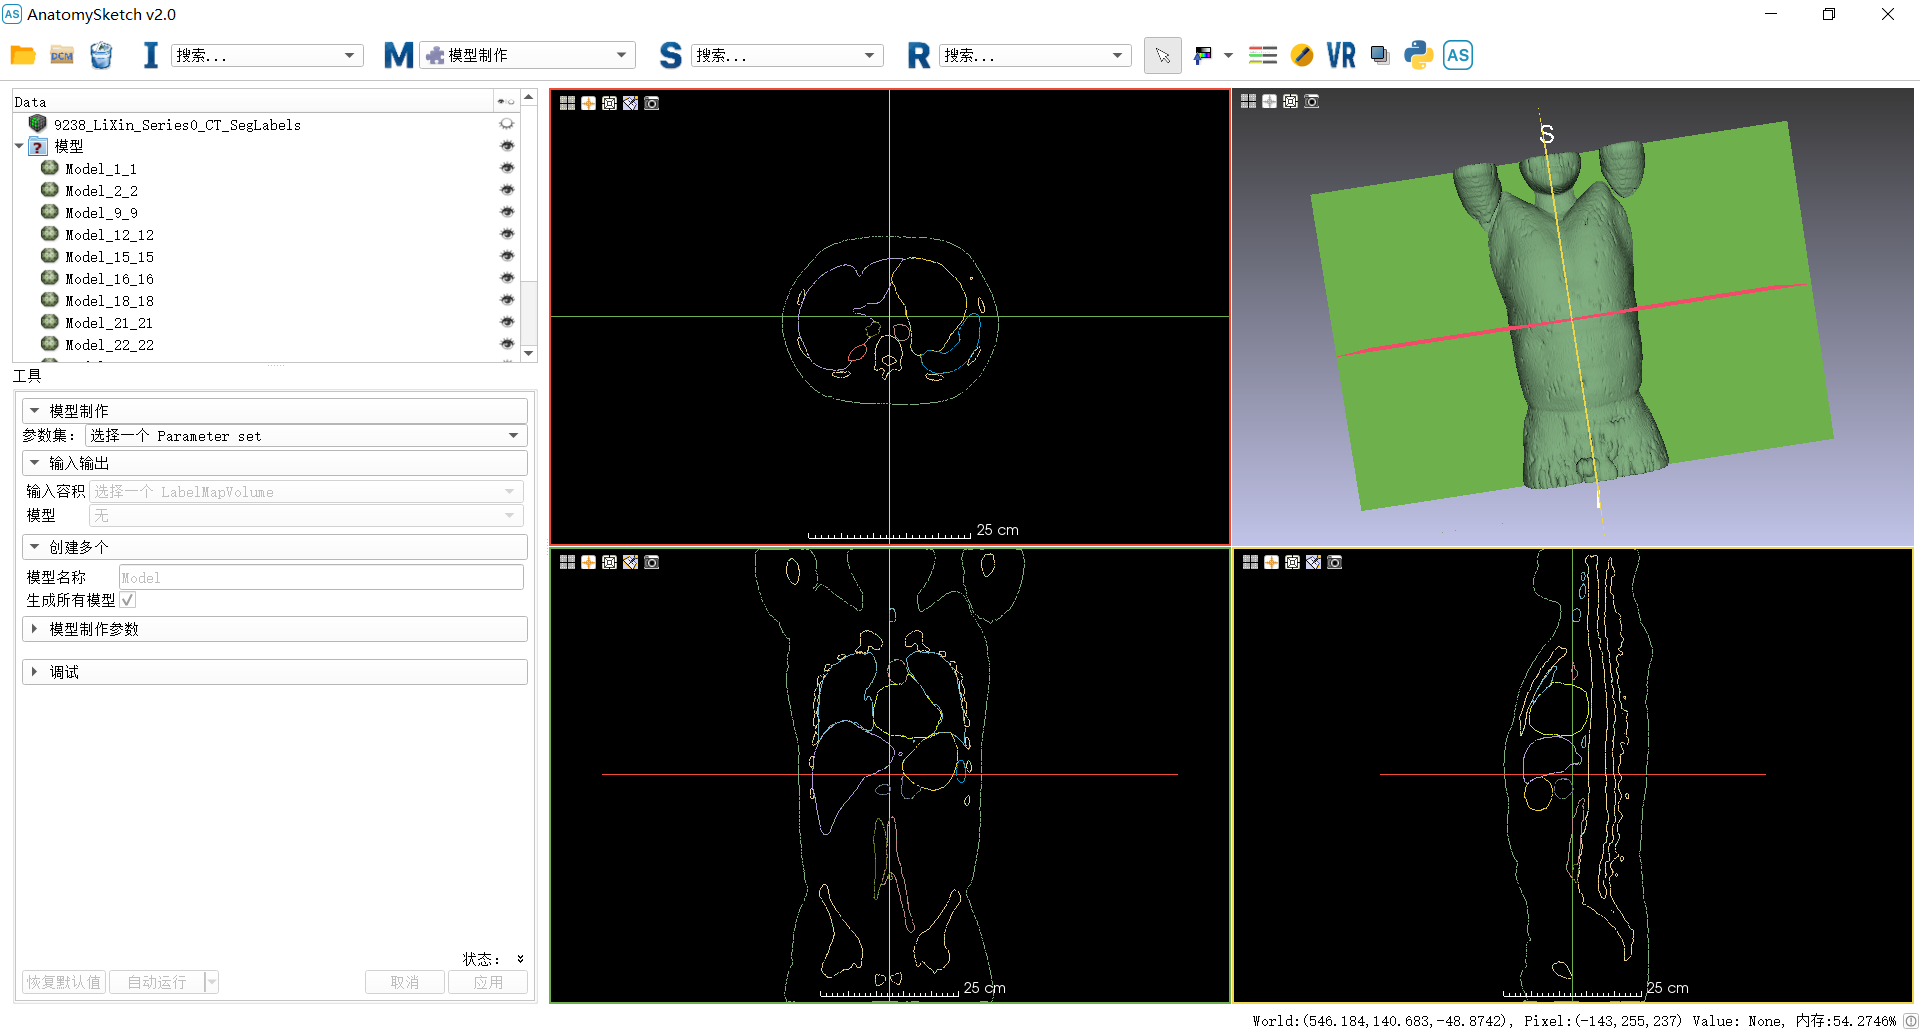 AS AnatomySketch v2.0
DCM I 搜索... M 模型制作 S 搜索... R 搜索... VR AS
Data
9238_LiXin_Series0_CT_SegLabels
? 模型
Model_1_1
Model_2_2
Model_9_9
Model_12_12
Model_15_15
Model_16_16
Model_18_18
Model_21_21
Model_22_22
工具
模型制作
参数集: 选择一个 Parameter set
输入输出
输入容积 选择一个 LabelMapVolume
模型 无
创建多个
模型名称 Model
生成所有模型
模型制作参数
调试
状态:
恢复默认值 自动运行 取消 应用
25 cm
S
25 cm
25 cm
World:(546.184,140.683,-48.8742), Pixel:(-143,255,237) Value: None, 内存:54.2746%